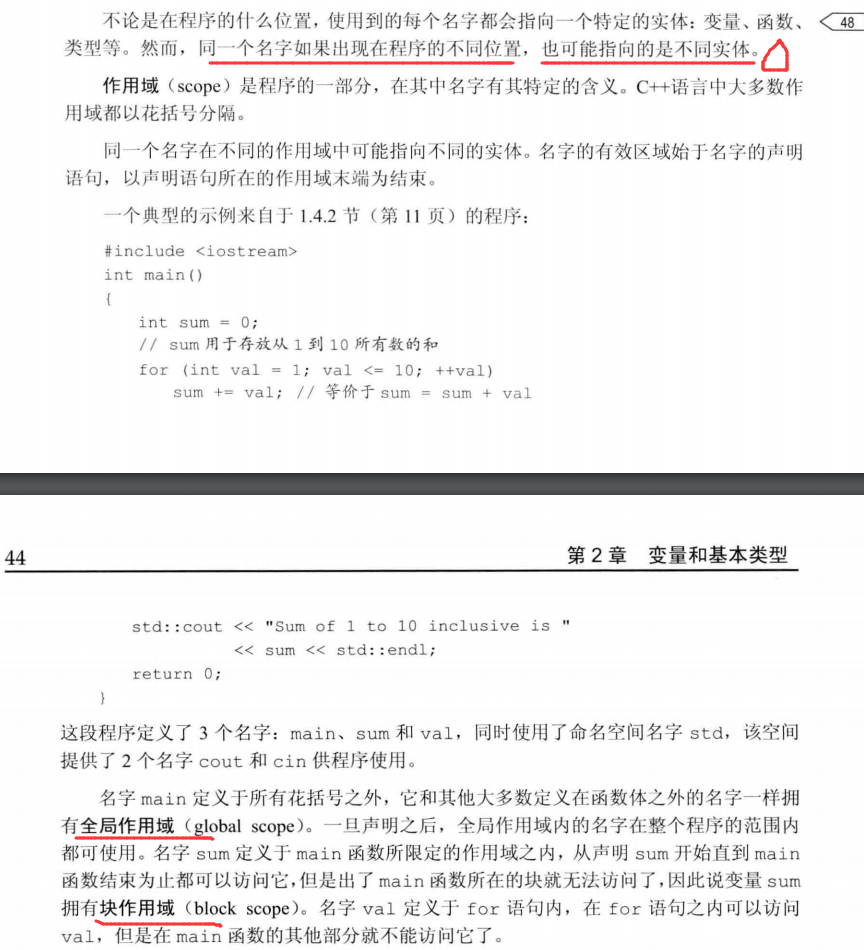 不论是在程序的什么位置，使用到的每个名字都会指向一个特定的实体：变量、函数、
48
类型等。然而，同一个名字如果出现在程序的不同位置，也可能指向的是不同实体。
作用域（scope）是程序的一部分，在其中名字有其特定的含义。C++语言中大多数作
用域都以花括号分隔。
同一个名字在不同的作用域中可能指向不同的实体。名字的有效区域始于名字的声明
语句，以声明语句所在的作用域末端为结束。
一个典型的示例来自于 1.4.2 节（第 11 页）的程序：
#include <iostream>
int main()
{
int sum = 0;
// sum 用于存放从 1 到 10 所有数的和
for (int val = 1; val <= 10; ++val)
sum += val; // 等价于 sum = sum + val
44
第 2 章 变量和基本类型
std::cout << "Sum of 1 to 10 inclusive is "
<< sum << std::endl;
return 0;
}
这段程序定义了 3 个名字：main、sum 和 val，同时使用了命名空间名字 std，该空间
提供了 2 个名字 cout 和 cin 供程序使用。
名字 main 定义于所有花括号之外，它和其他大多数定义在函数体之外的名字一样拥
有全局作用域（global scope）。一旦声明之后，全局作用域内的名字在整个程序的范围内
都可使用。名字 sum 定义于 main 函数所限定的作用域之内，从声明 sum 开始直到 main
函数结束为止都可以访问它，但是出了 main 函数所在的块就无法访问了，因此说变量 sum
拥有块作用域（block scope）。名字 val 定义于 for 语句内，在 for 语句之内可以访问
val，但是在 main 函数的其他部分就不能访问它了。